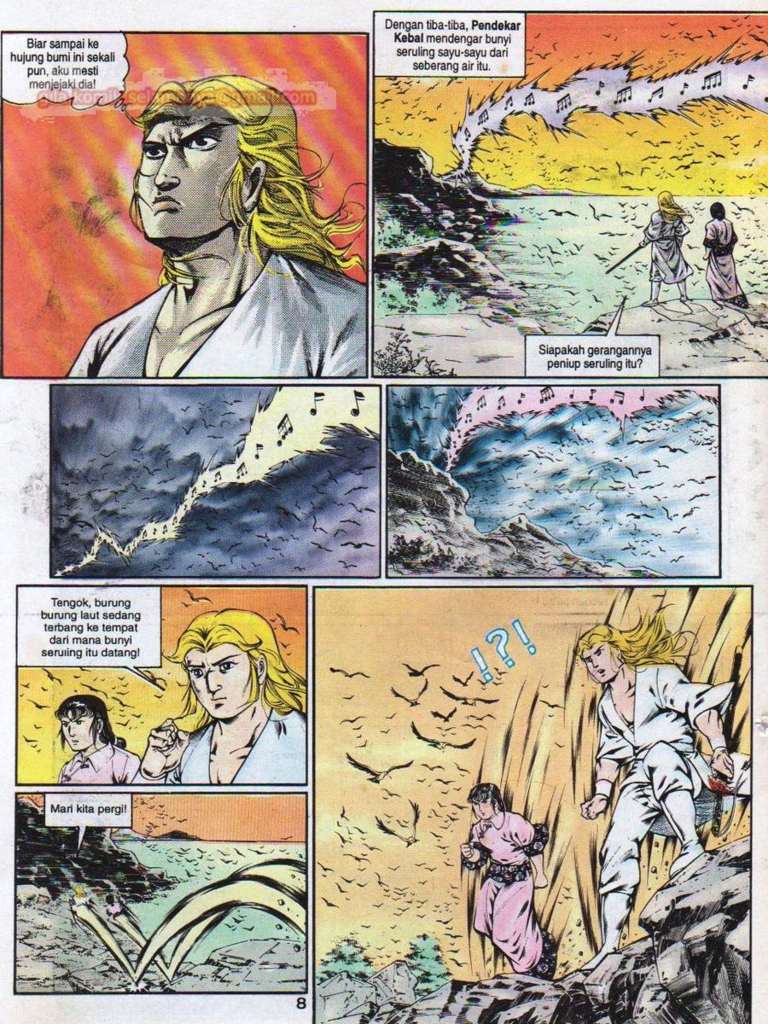 Biar sampai ke
hujung bumi ini sekali
pun, aku mesti
menjejaki dia!
Dengan tiba-tiba, Pendekar
Kebal mendengar bunyi
seruling sayu-sayu dari
seberang air itu.
Siapakah gerangannya
peniup seruling itu?
Tengok, burung
burung laut sedang
terbang ke tempat
dari mana bunyi
seruling itu datang!
!?!
Mari kita pergi!
8